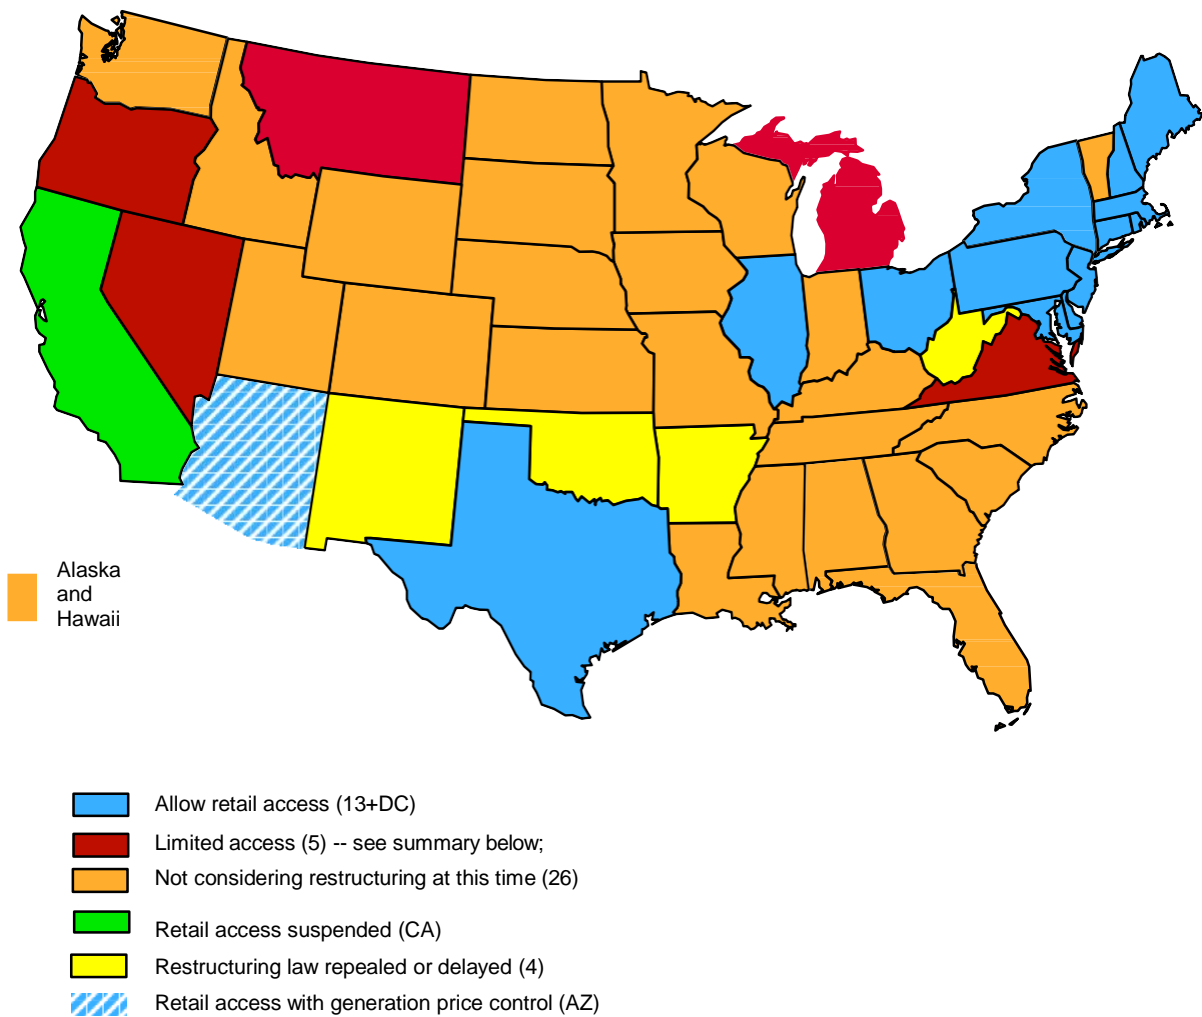 Alaska
and
Hawaii
Allow retail access (13+DC)
Limited access (5) -- see summary below;
Not considering restructuring at this time (26)
Retail access suspended (CA)
Restructuring law repealed or delayed (4)
Retail access with generation price control (AZ)